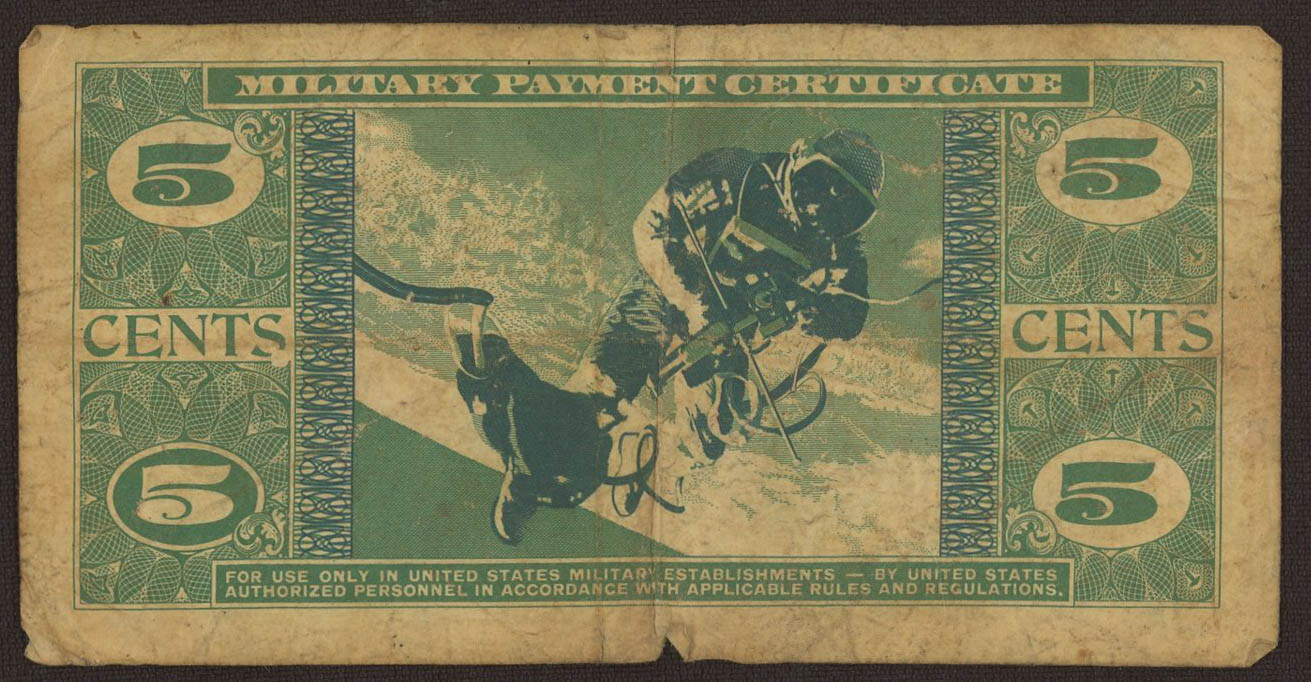 MILITARY PAYMENT CERTIFICATE
5 5
CENTS CENTS
5 5
FOR USE ONLY IN UNITED STATES MILITARY ESTABLISHMENTS — BY UNITED STATES
AUTHORIZED PERSONNEL IN ACCORDANCE WITH APPLICABLE RULES AND REGULATIONS.